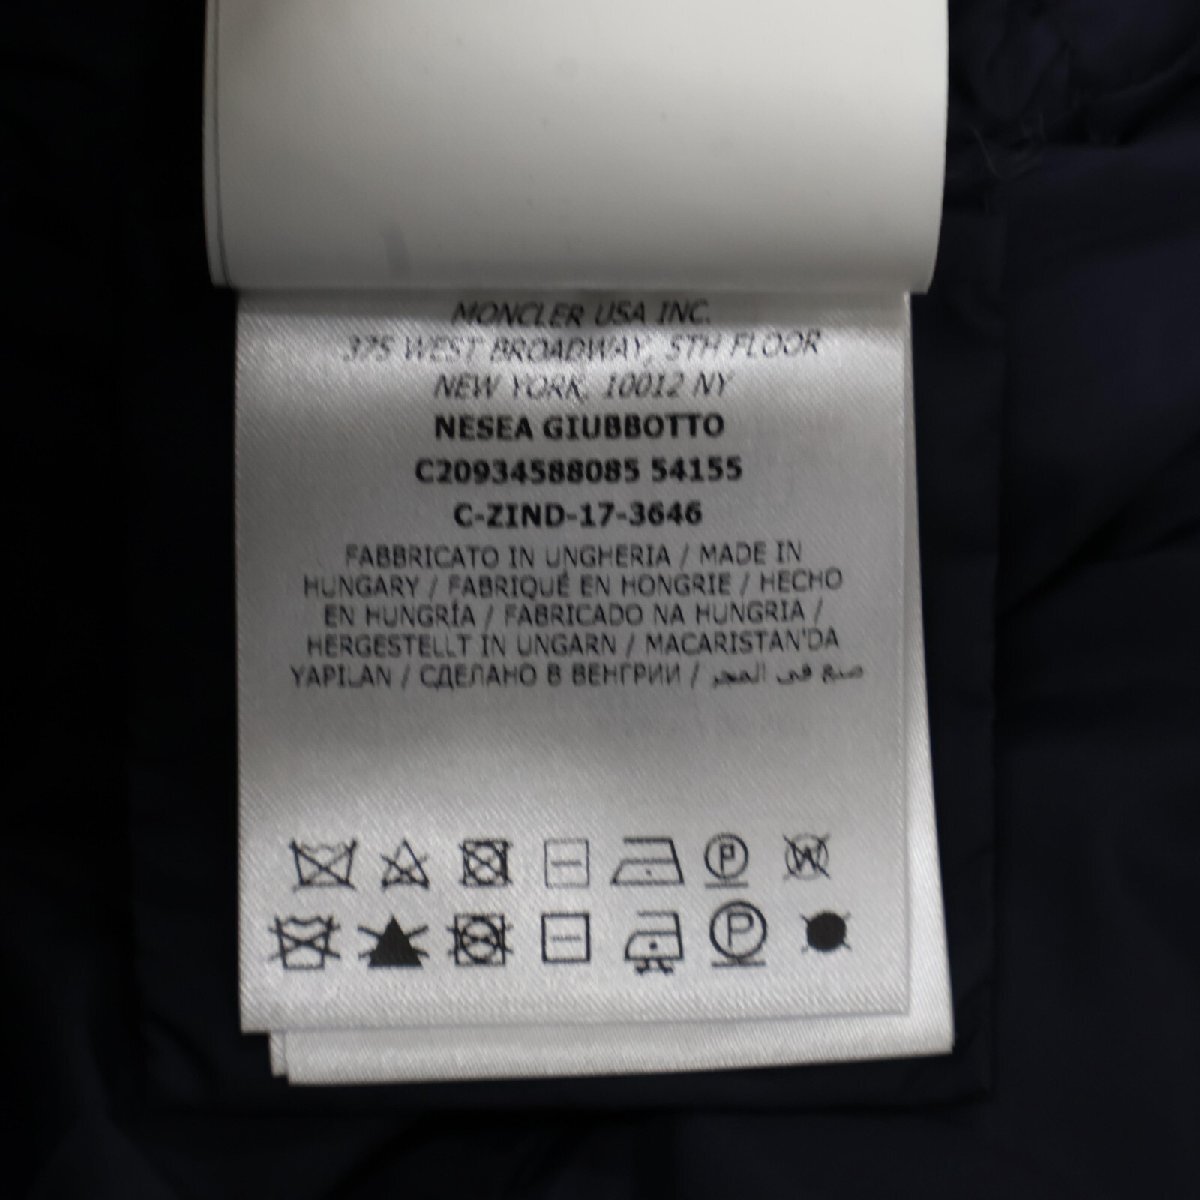 MONCLER USA INC.
375 WEST BROADWAY, 5TH FLOOR
NEW YORK, 10012 NY
NESEA GIUBBOTTO
C20934588085 54155
C-ZIND-17-3646
FABBRICATO IN UNGHERIA / MADE IN
HUNGARY / FABRIQUÉ EN HONGRIE / HECHO
EN HUNGRÍA / FABRICADO NA HUNGRIA /
HERGESTELLT IN UNGARN / MACARISTAN'DA
YAPILAN / СДЕЛАНО В ВЕНГРИИ / صنع في المجر
P W
P